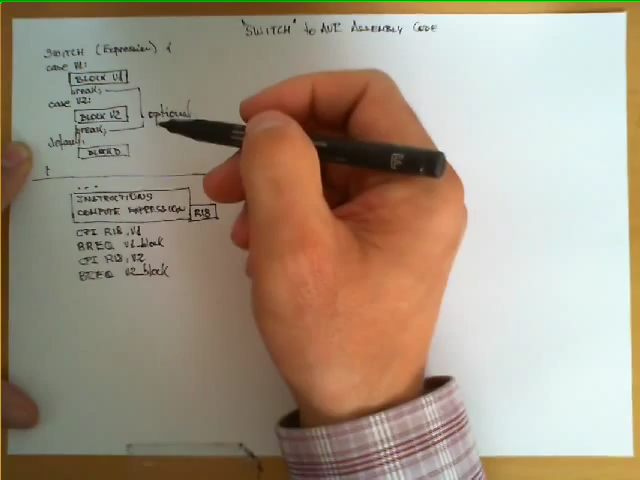 "SWITCH" to AVR ASSEMBLY CODE
SWITCH (Expression) {
case V1:
BLOCK V1
break;
case V2:
BLOCK V2
break;
optional
default:
BLOCK D
}
...
INSTRUCTIONS
COMPUTE EXPRESSION
R18
CPI R18, V1
BREQ V1_block
CPI R18, V2
BREQ V2_block